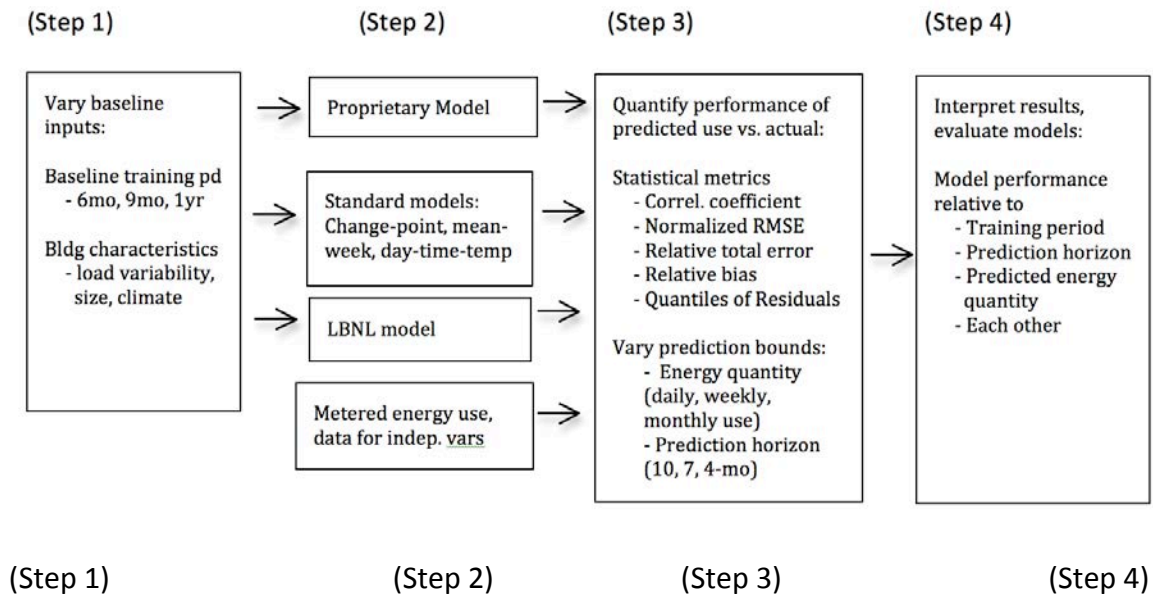 (Step 1)
(Step 2)
(Step 3)
(Step 4)
Vary baseline
inputs:
Baseline training pd
- 6mo, 9mo, 1yr
Bldg characteristics
- load variability,
size, climate
Proprietary Model
Standard models:
Change-point, mean-
week, day-time-temp
LBNL model
Metered energy use,
data for indep. vars
Quantify performance of
predicted use vs. actual:
Statistical metrics
- Correl. coefficient
- Normalized RMSE
- Relative total error
- Relative bias
- Quantiles of Residuals
Vary prediction bounds:
- Energy quantity
(daily, weekly,
monthly use)
- Prediction horizon
(10, 7, 4-mo)
Interpret results,
evaluate models:
Model performance
relative to
- Training period
- Prediction horizon
- Predicted energy
quantity
- Each other
(Step 1)
(Step 2)
(Step 3)
(Step 4)